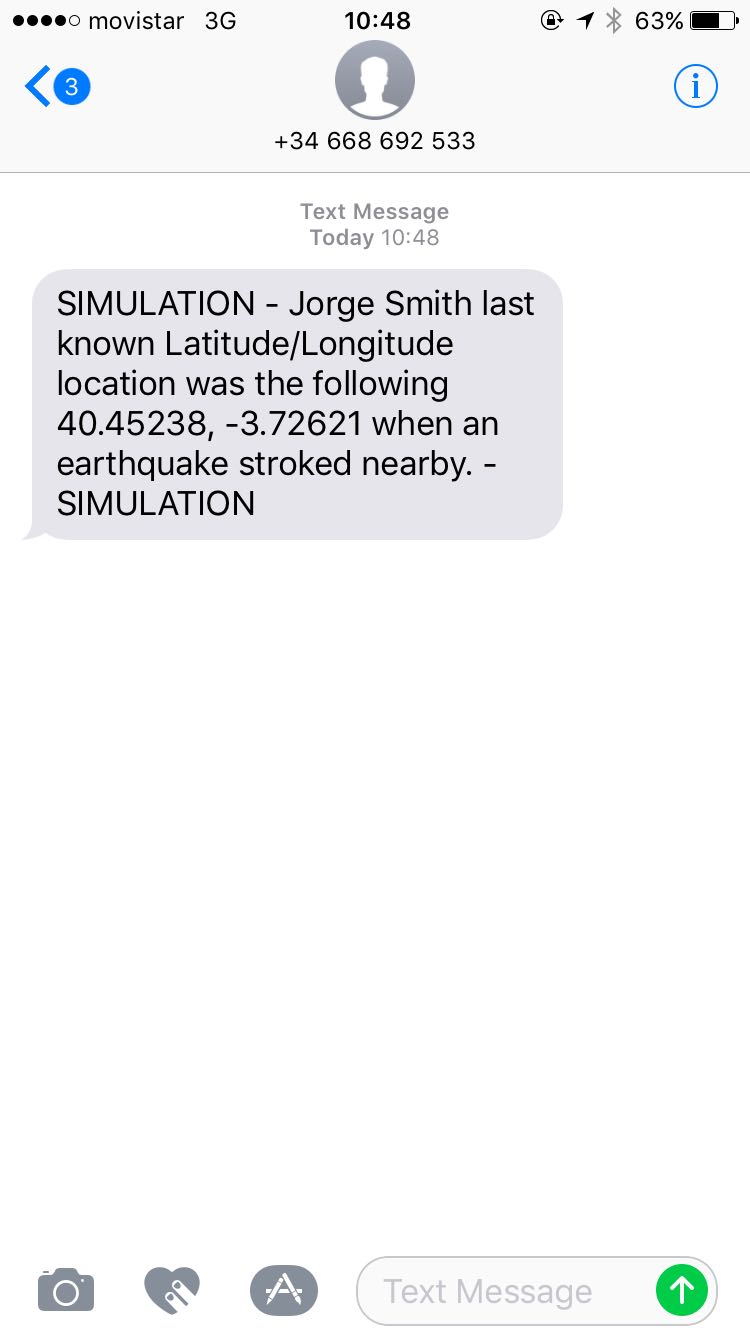 movistar 3G 10:48 63%
3
+34 668 692 533
Text Message
Today 10:48
SIMULATION - Jorge Smith last
known Latitude/Longitude
location was the following
40.45238, -3.72621 when an
earthquake stroked nearby. -
SIMULATION
Text Message